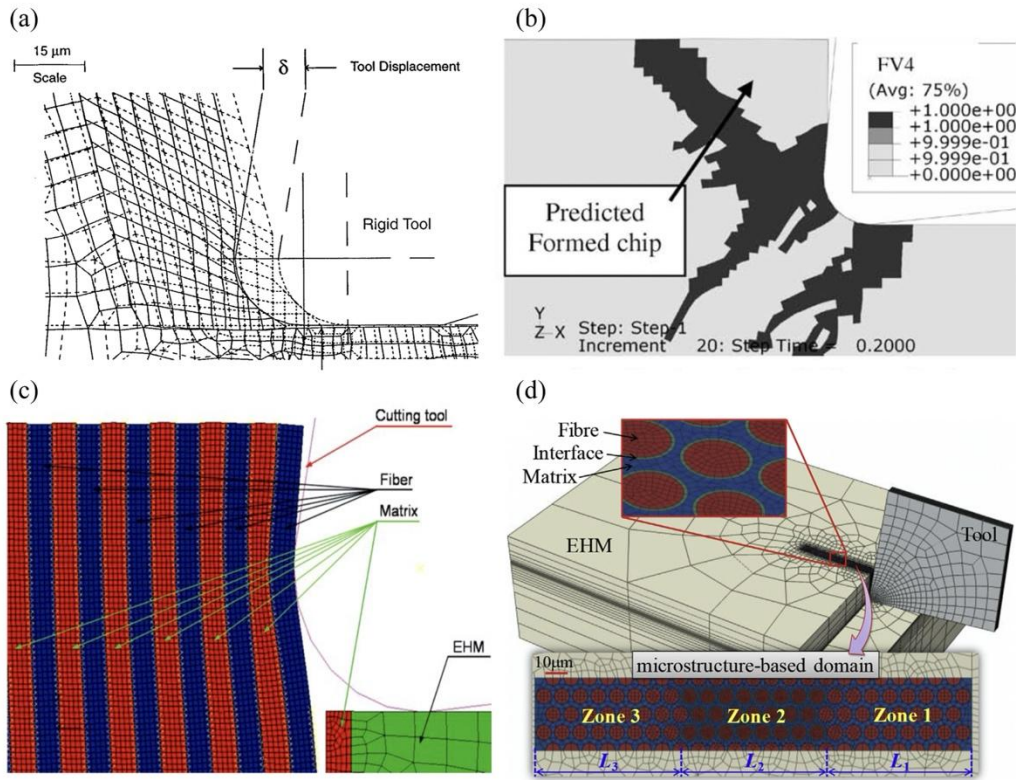 (a)
15 μm
Scale
δ
Tool Displacement
Rigid Tool
(b)
FV4
(Avg: 75%)
+1.000e+00
+1.000e+00
+9.999e-01
+9.999e-01
+0.000e+00
Predicted
Formed chip
Y
Z-X
Step: Step-1
Increment 20: Step Time = 0.2000
(c)
Cutting tool
Fiber
Matrix
EHM
(d)
Fibre
Interface
Matrix
EHM
Tool
microstructure-based domain
10μm
Zone 3 Zone 2 Zone 1
L3 L2 L1